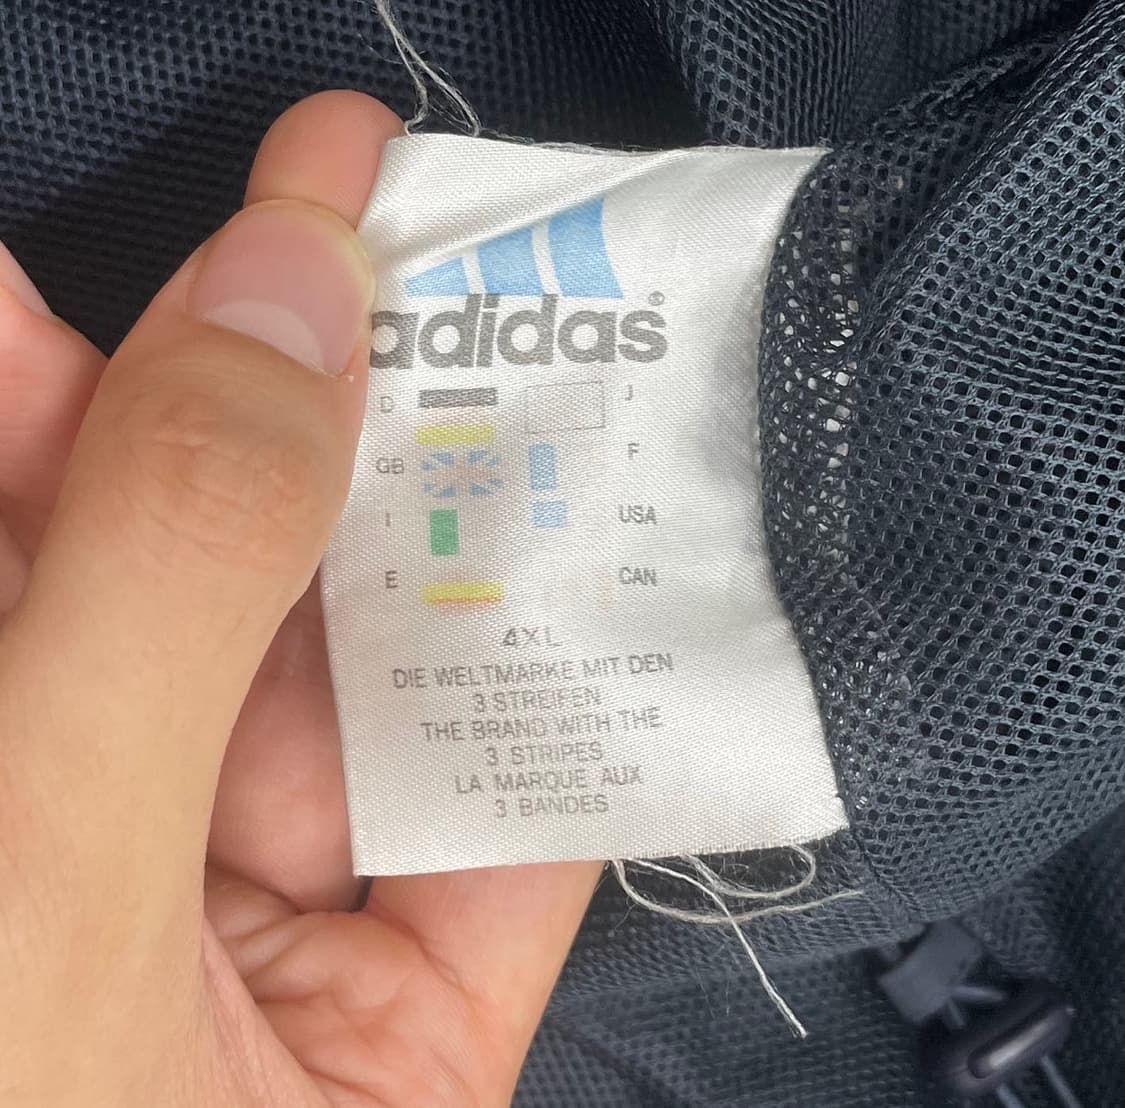 adidas®
D J
GB F
I USA
E CAN
4XL
DIE WELTMARKE MIT DEN
3 STREIFEN
THE BRAND WITH THE
3 STRIPES
LA MARQUE AUX
3 BANDES